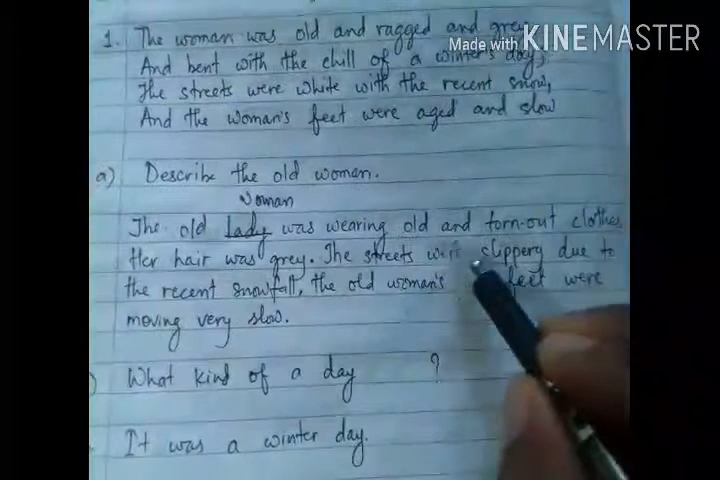 Made with KINEMASTER
1. The woman was old and ragged and grey
And bent with the chill of a winter's day,
The streets were white with the recent snow,
And the woman's feet were aged and slow
a) Describe the old woman.
Woman
The old Lady was wearing old and torn-out clothes
Her hair was grey. The streets were slippery due to
the recent snowfall, the old woman's feet were
moving very slow.
) What kind of a day ?
It was a winter day.